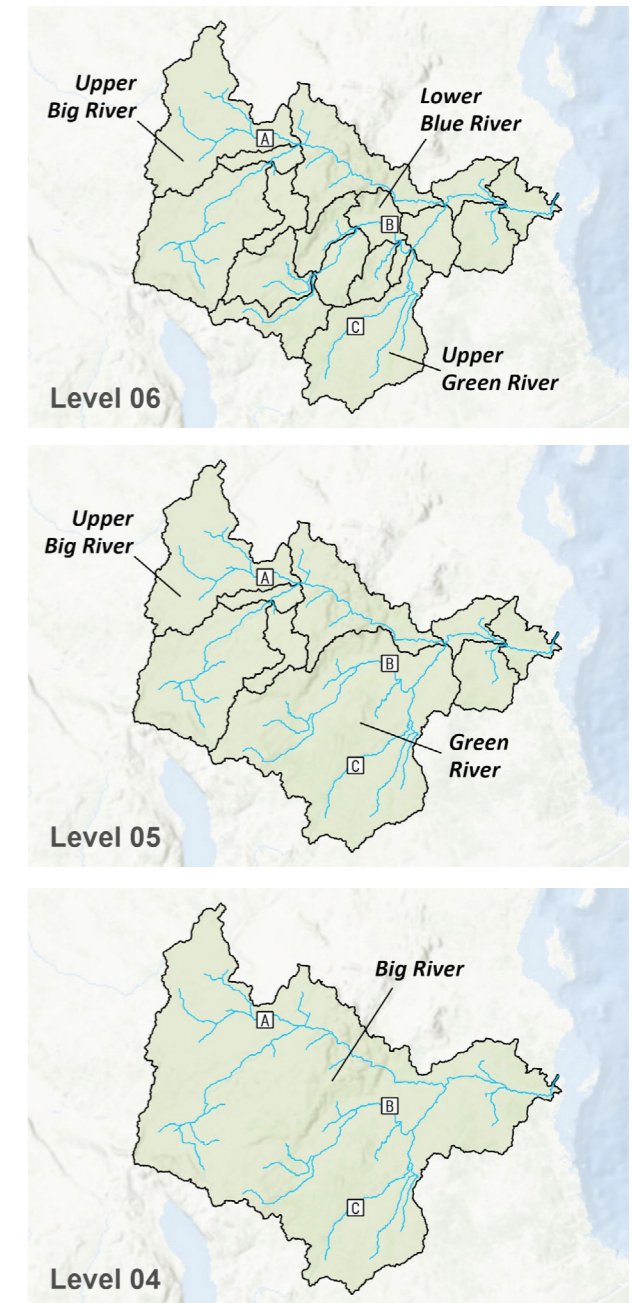 Upper
Big River
Lower
Blue River
A
B
C
Upper
Green River
Level 06
Upper
Big River
A
B
Green
River
C
Level 05
Big River
A
B
C
Level 04